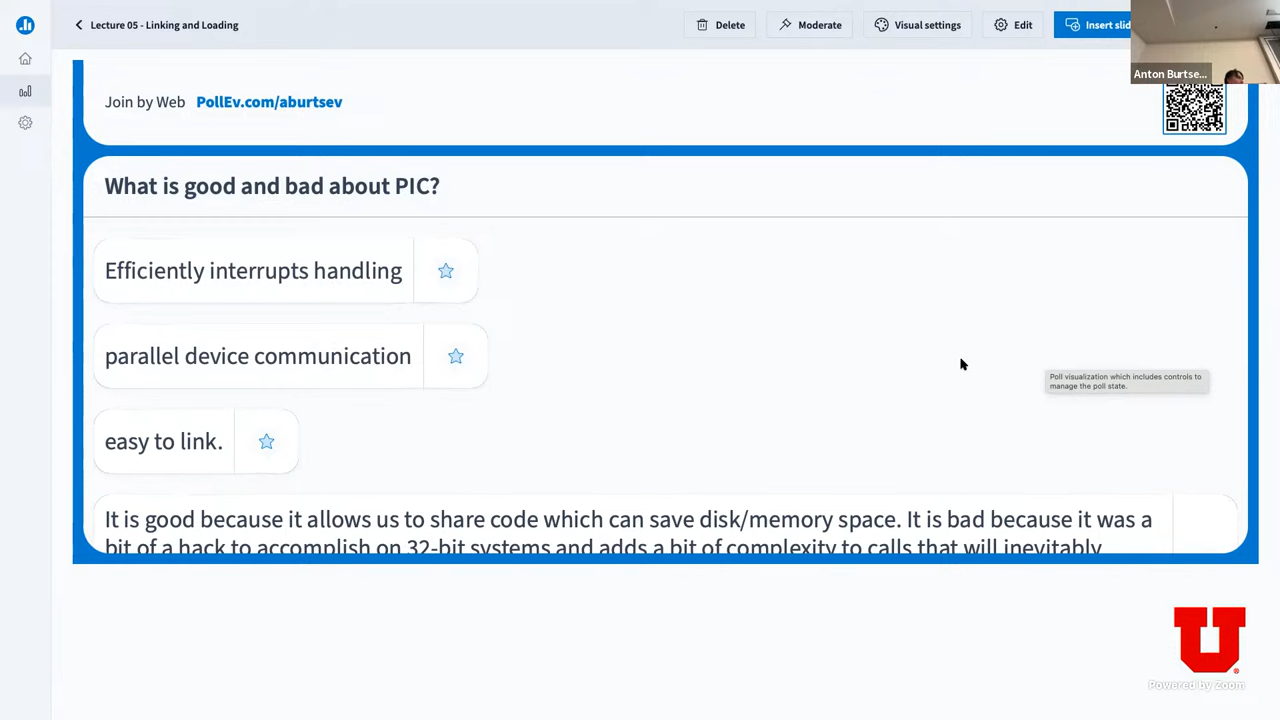 Lecture 05 - Linking and Loading
Delete
Moderate
Visual settings
Edit
Insert slid
Anton Burtse...
Join by Web PollEv.com/aburtsev
What is good and bad about PIC?
Efficiently interrupts handling
parallel device communication
Poll visualization which includes controls to
manage the poll state.
easy to link.
It is good because it allows us to share code which can save disk/memory space. It is bad because it was a
bit of a hack to accomplish on 32-bit systems and adds a bit of complexity to calls that will inevitably
U
Powered by Zoom